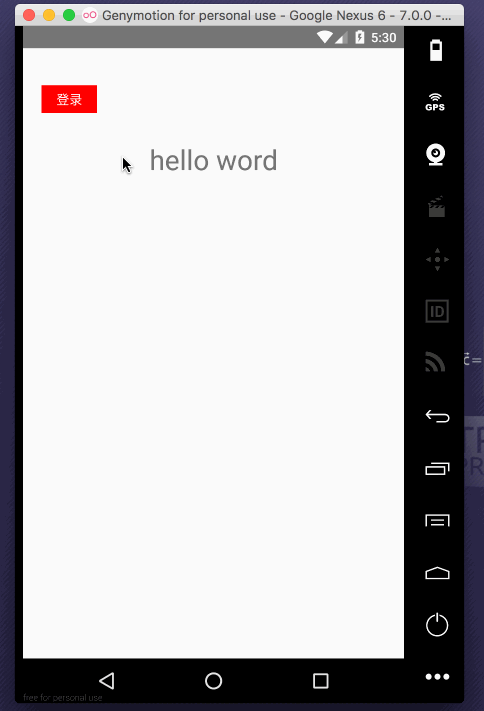 Genymotion for personal use - Google Nexus 6 - 7.0.0 -...
5:30
登录
hello word
GPS
ID
free for personal use